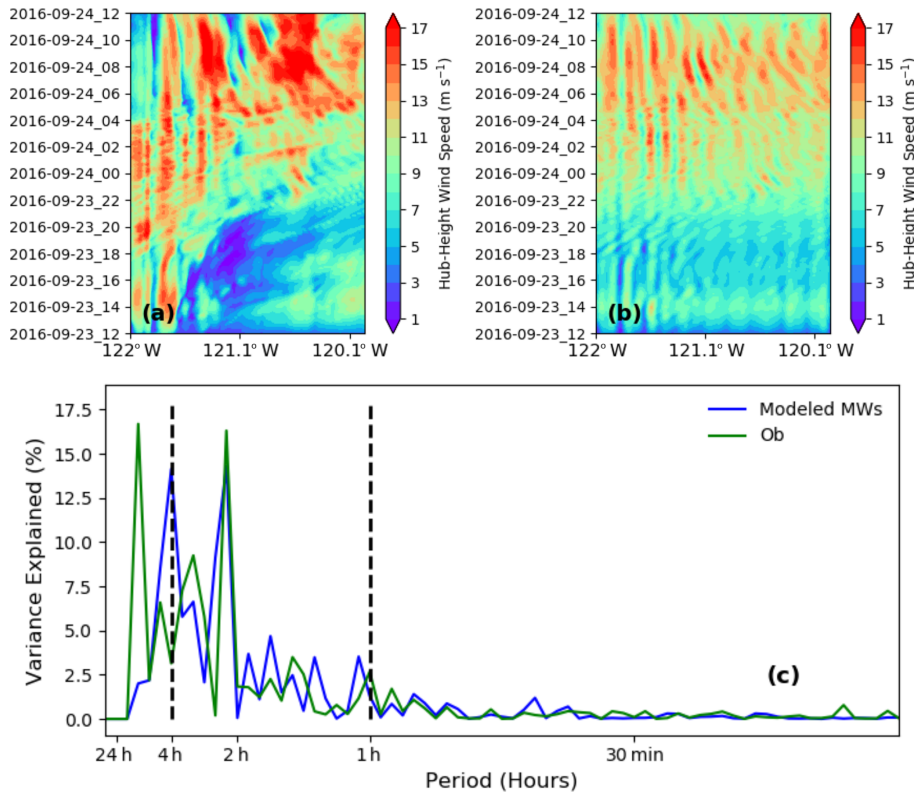 2016-09-24_12
2016-09-24_10
2016-09-24_08
2016-09-24_06
2016-09-24_04
2016-09-24_02
2016-09-24_00
2016-09-23_22
2016-09-23_20
2016-09-23_18
2016-09-23_16
2016-09-23_14
2016-09-23_12
(a)
122°W
121.1°W
120.1°W
17
15
13
11
9
7
5
3
1
Hub-Height Wind Speed (m s⁻¹)
2016-09-24_12
2016-09-24_10
2016-09-24_08
2016-09-24_06
2016-09-24_04
2016-09-24_02
2016-09-24_00
2016-09-23_22
2016-09-23_20
2016-09-23_18
2016-09-23_16
2016-09-23_14
2016-09-23_12
(b)
122°W
121.1°W
120.1°W
17
15
13
11
9
7
5
3
1
Hub-Height Wind Speed (m s⁻¹)
Variance Explained (%)
17.5
15.0
12.5
10.0
7.5
5.0
2.5
0.0
Modeled MWs
Ob
(c)
24 h
4 h
2 h
1 h
30 min
Period (Hours)